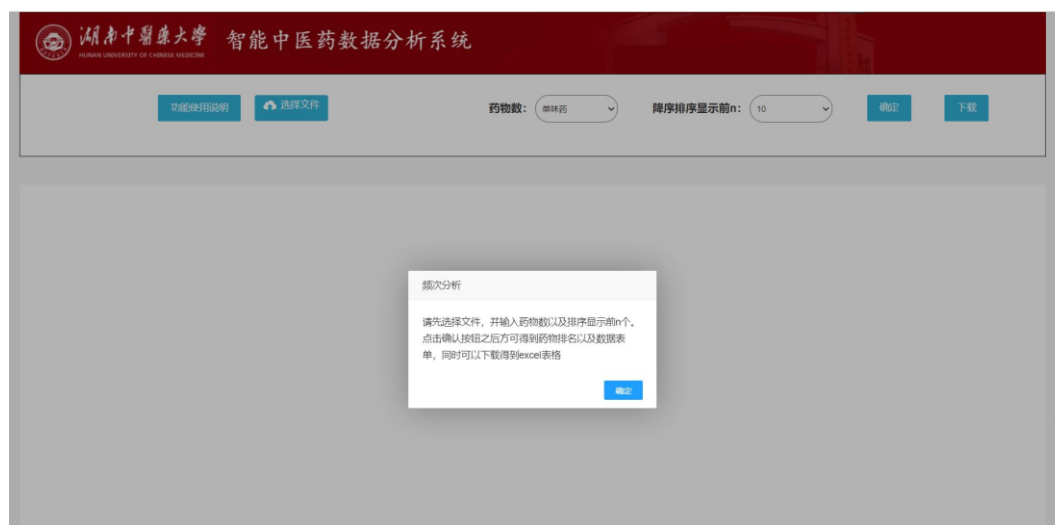 湖南中醫藥大學 智能中医药数据分析系统
HUNAN UNIVERSITY OF CHINESE MEDICINE
功能使用说明 选择文件 药物数: 单味药 降序排序显示前n: 10 确定 下载
频次分析
请先选择文件，并输入药物数以及排序显示前n个。
点击确认按钮之后方可得到药物排名以及数据表
单，同时可以下载得到excel表格
确定